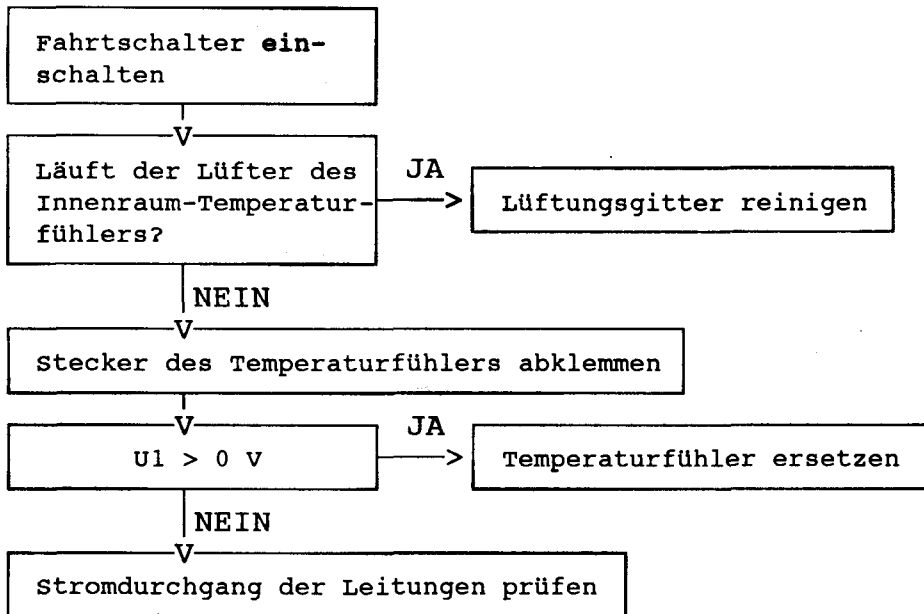 Fahrtschalter ein-
schalten
Läuft der Lüfter des
Innenraum-Temperatur-
fühlers?
JA
Lüftungsgitter reinigen
NEIN
Stecker des Temperaturfühlers abklemmen
U1 > 0 V
JA
Temperaturfühler ersetzen
NEIN
Stromdurchgang der Leitungen prüfen